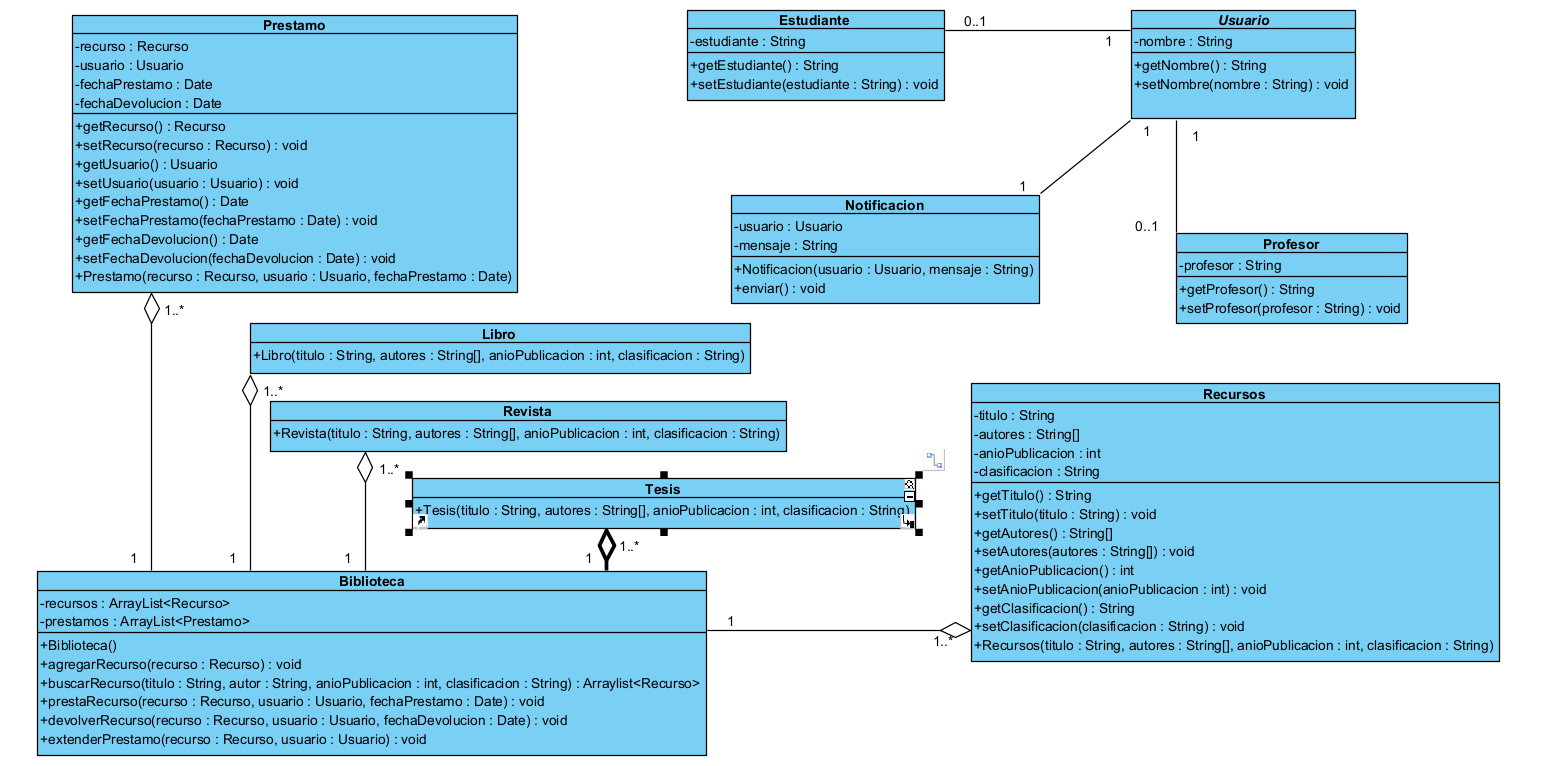 Prestamo
-recurso : Recurso
-usuario : Usuario
-fechaPrestamo : Date
-fechaDevolucion : Date
+getRecurso() : Recurso
+setRecurso(recurso : Recurso) : void
+getUsuario() : Usuario
+setUsuario(usuario : Usuario) : void
+getFechaPrestamo() : Date
+setFechaPrestamo(fechaPrestamo : Date) : void
+getFechaDevolucion() : Date
+setFechaDevolucion(fechaDevolucion : Date) : void
+Prestamo(recurso : Recurso, usuario : Usuario, fechaPrestamo : Date)
1..*
Estudiante
-estudiante : String
+getEstudiante() : String
+setEstudiante(estudiante : String) : void
0..1
1
Usuario
-nombre : String
+getNombre() : String
+setNombre(nombre : String) : void
1
1
1
0..1
Notificacion
-usuario : Usuario
-mensaje : String
+Notificacion(usuario : Usuario, mensaje : String)
+enviar() : void
Profesor
-profesor : String
+getProfesor() : String
+setProfesor(profesor : String) : void
Libro
+Libro(titulo : String, autores : String[], anioPublicacion : int, clasificacion : String)
1..*
Revista
+Revista(titulo : String, autores : String[], anioPublicacion : int, clasificacion : String)
1..*
Tesis
+Tesis(titulo : String, autores : String[], anioPublicacion : int, clasificacion : String)
1..*
1
1
1
1
Recursos
-titulo : String
-autores : String[]
-anioPublicacion : int
-clasificacion : String
+getTitulo() : String
+setTitulo(titulo : String) : void
+getAutores() : String[]
+setAutores(autores : String[]) : void
+getAnioPublicacion() : int
+setAnioPublicacion(anioPublicacion : int) : void
+getClasificacion() : String
+setClasificacion(clasificacion : String) : void
+Recursos(titulo : String, autores : String[], anioPublicacion : int, clasificacion : String)
Biblioteca
-recursos : ArrayList<Recurso>
-prestamos : ArrayList<Prestamo>
+Biblioteca()
+agregarRecurso(recurso : Recurso) : void
+buscarRecurso(titulo : String, autor : String, anioPublicacion : int, clasificacion : String) : Arraylist<Recurso>
+prestaRecurso(recurso : Recurso, usuario : Usuario, fechaPrestamo : Date) : void
+devolverRecurso(recurso : Recurso, usuario : Usuario, fechaDevolucion : Date) : void
+extenderPrestamo(recurso : Recurso, usuario : Usuario) : void
1
1..*